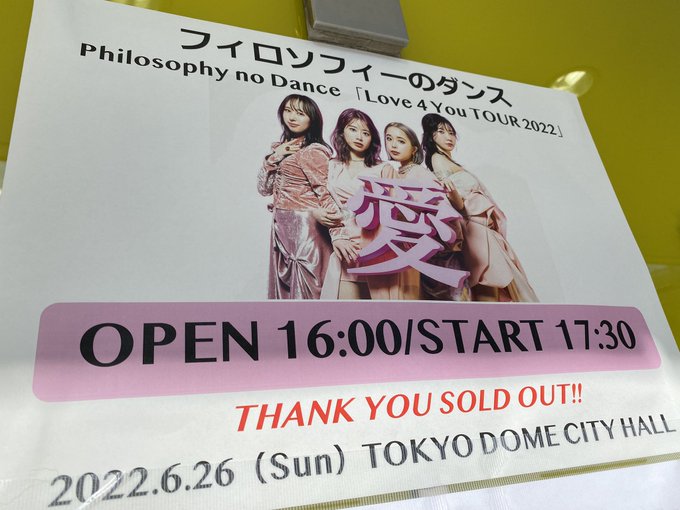 フィロソフィーのダンス
Philosophy no Dance「Love 4 You TOUR 2022」
愛
OPEN 16:00/START 17:30
THANK YOU SOLD OUT!!
2022.6.26（Sun）TOKYO DOME CITY HALL